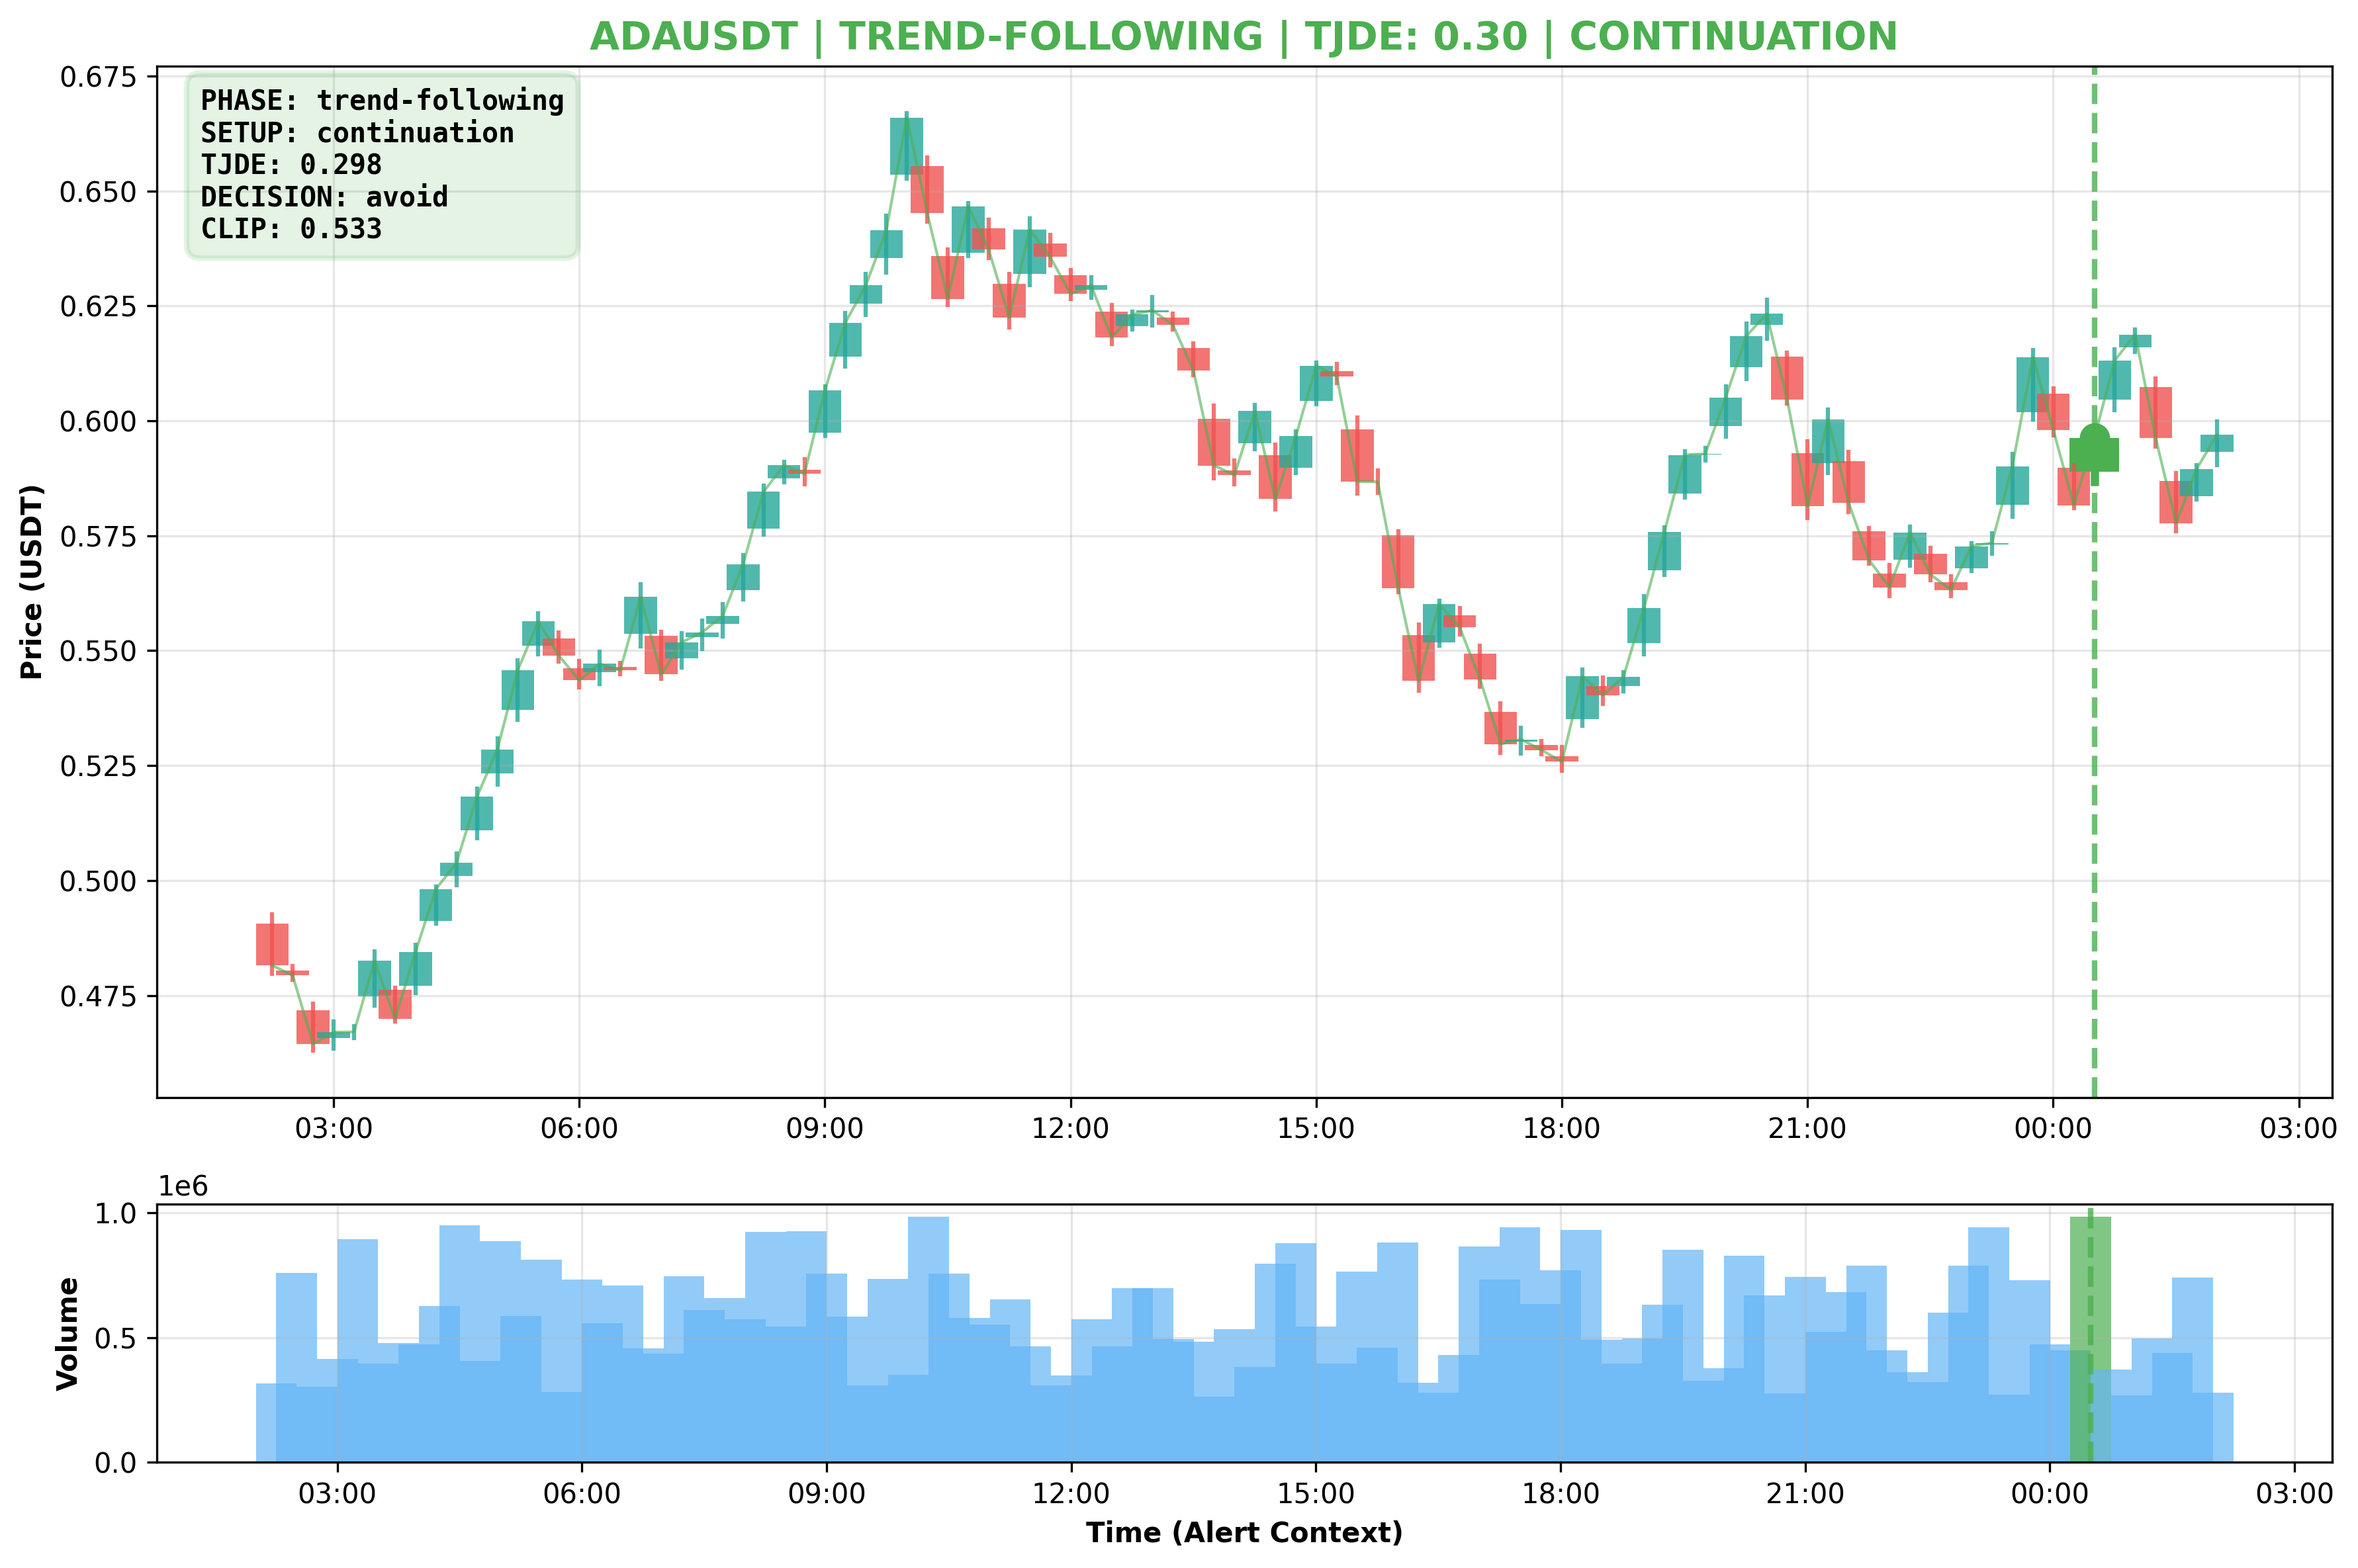 ADAUSDT | TREND-FOLLOWING | TJDE: 0.30 | CONTINUATION
PHASE: trend-following
SETUP: continuation
TJDE: 0.298
DECISION: avoid
CLIP: 0.533
Price (USDT)
0.675
0.650
0.625
0.600
0.575
0.550
0.525
0.500
0.475
03:00 06:00 09:00 12:00 15:00 18:00 21:00 00:00 03:00
1e6
Volume
1.0
0.5
0.0
03:00 06:00 09:00 12:00 15:00 18:00 21:00 00:00 03:00
Time (Alert Context)